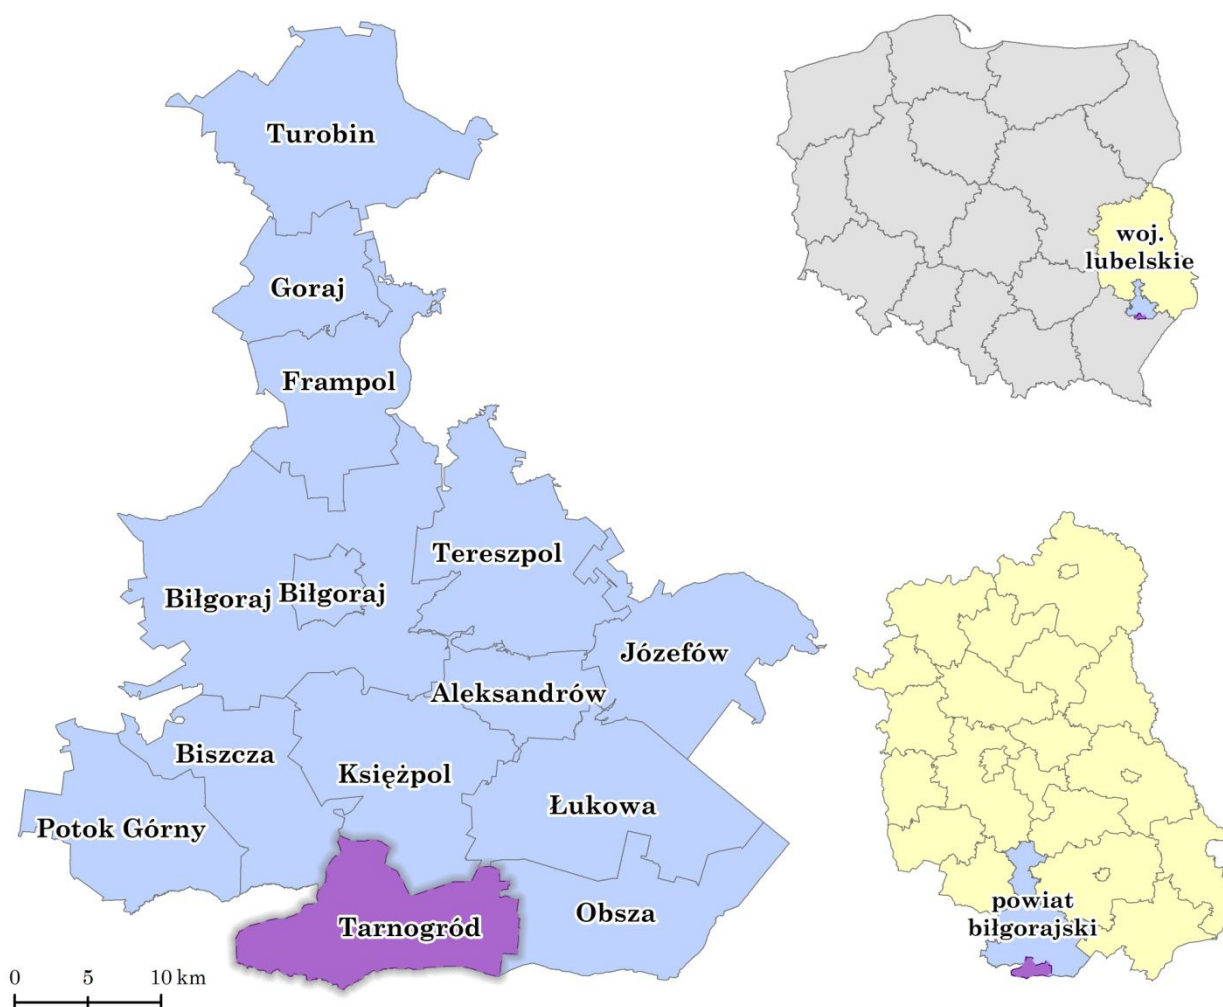 Turobin
Goraj
Frampol
Tereszpol
Biłgoraj
Biłgoraj
Józefów
Aleksandrów
Biszcza
Księżpol
Łukowa
Potok Górny
Obsza
Tarnogród
0 5 10 km
woj.
lubelskie
powiat
biłgorajski